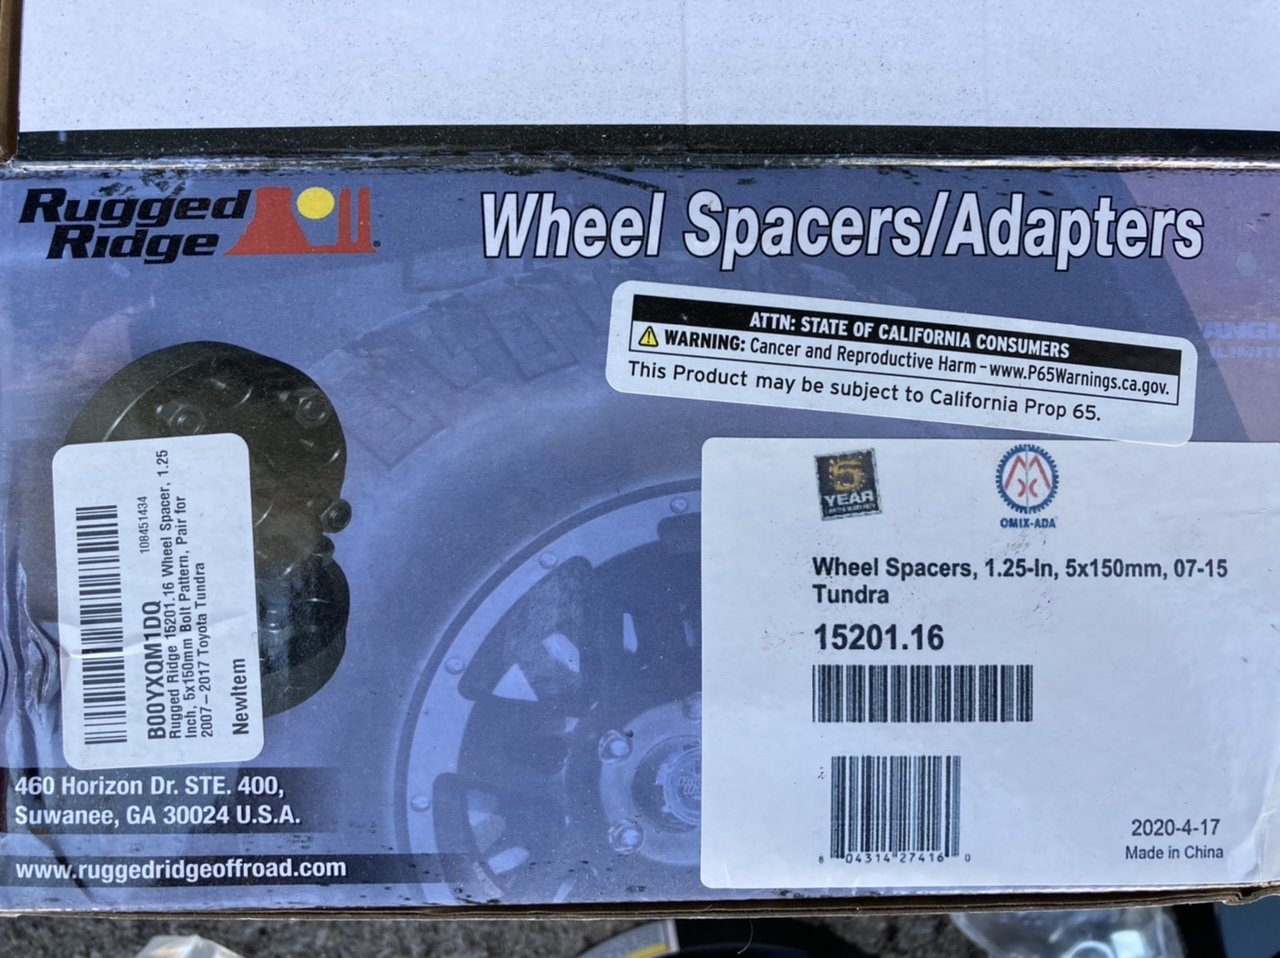 Rugged
Ridge
Wheel Spacers/Adapters
ATTN: STATE OF CALIFORNIA CONSUMERS
WARNING: Cancer and Reproductive Harm - www.P65Warnings.ca.gov.
This Product may be subject to California Prop 65.
108451434
B00YXQM1DQ
Rugged Ridge 15201.16 Wheel Spacer, 1.25
Inch, 5x150mm Bolt Pattern, Pair for
2007-2017 Toyota Tundra
NewItem
5
YEAR
OMIX-ADA
Wheel Spacers, 1.25-In, 5x150mm, 07-15
Tundra
15201.16
8 04314 27416 0
2020-4-17
Made in China
460 Horizon Dr. STE. 400,
Suwanee, GA 30024 U.S.A.
www.ruggedridgeoffroad.com